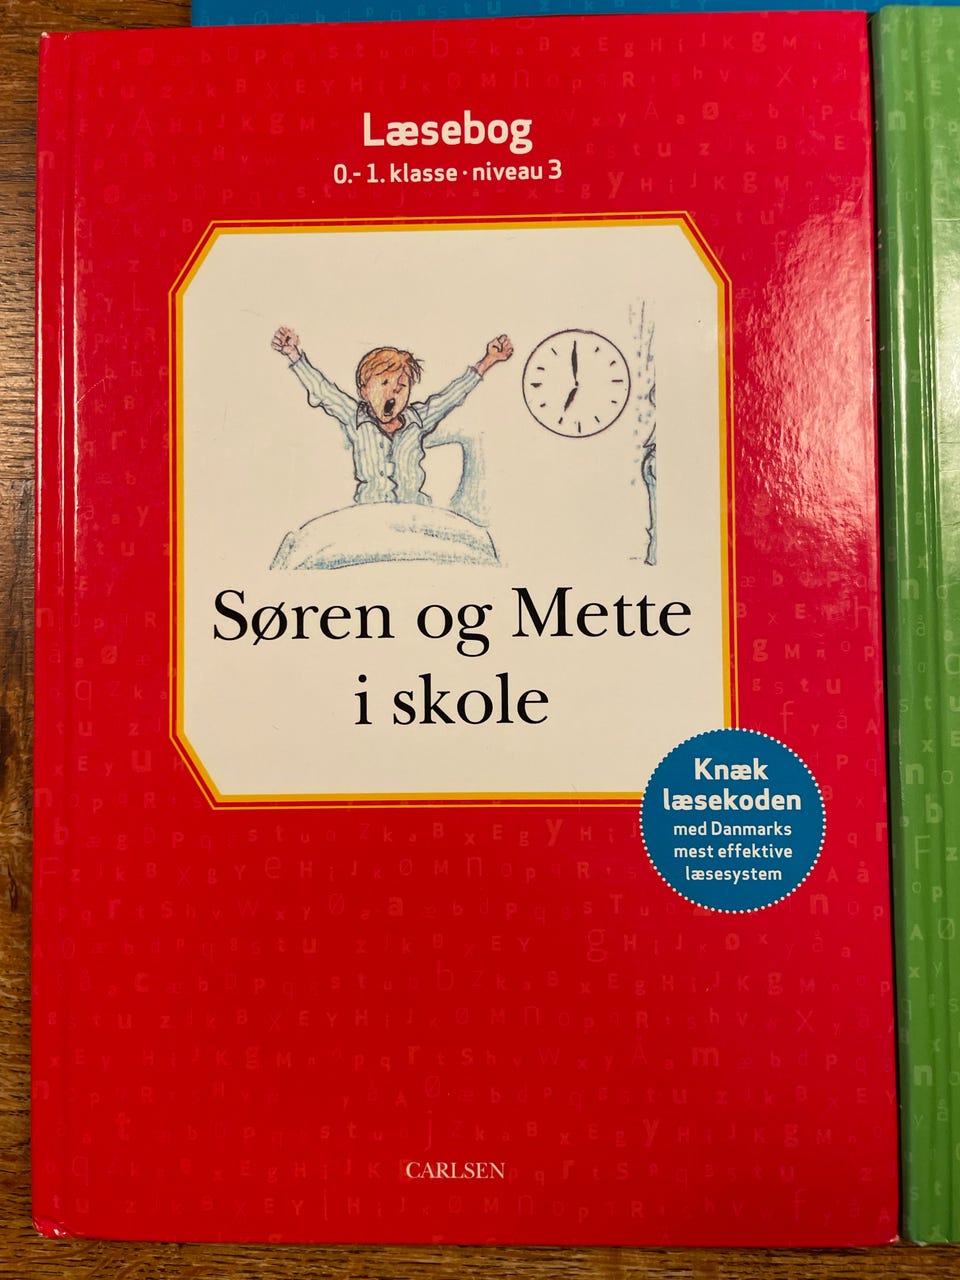 Læsebog
0.- 1. klasse · niveau 3
Søren og Mette
i skole
Knæk
læsekoden
med Danmarks
mest effektive
læsesystem
CARLSEN